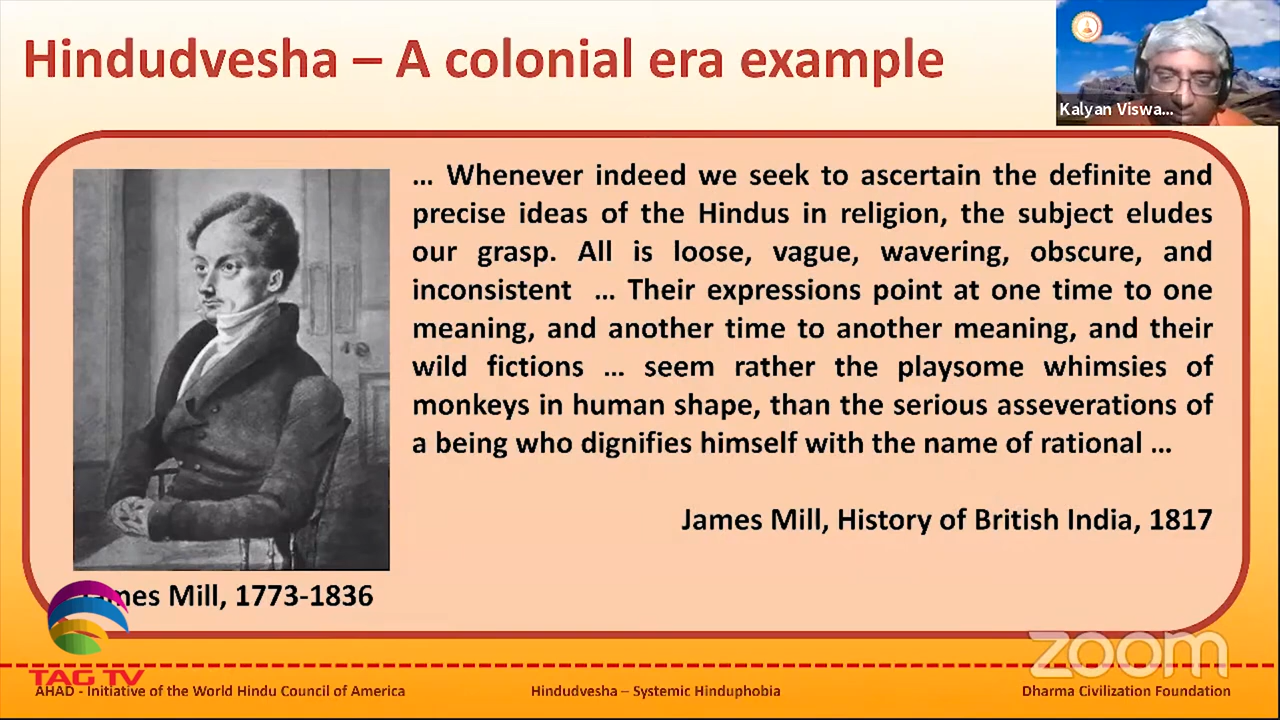 Hindudvesha – A colonial era example
Kalyan Viswa...
… Whenever indeed we seek to ascertain the definite and
precise ideas of the Hindus in religion, the subject eludes
our grasp. All is loose, vague, wavering, obscure, and
inconsistent … Their expressions point at one time to one
meaning, and another time to another meaning, and their
wild fictions … seem rather the playsome whimsies of
monkeys in human shape, than the serious asseverations of
a being who dignifies himself with the name of rational …
James Mill, History of British India, 1817
James Mill, 1773-1836
TAG TV
zoom
AHAD - Initiative of the World Hindu Council of America
Hindudvesha – Systemic Hinduphobia
Dharma Civilization Foundation